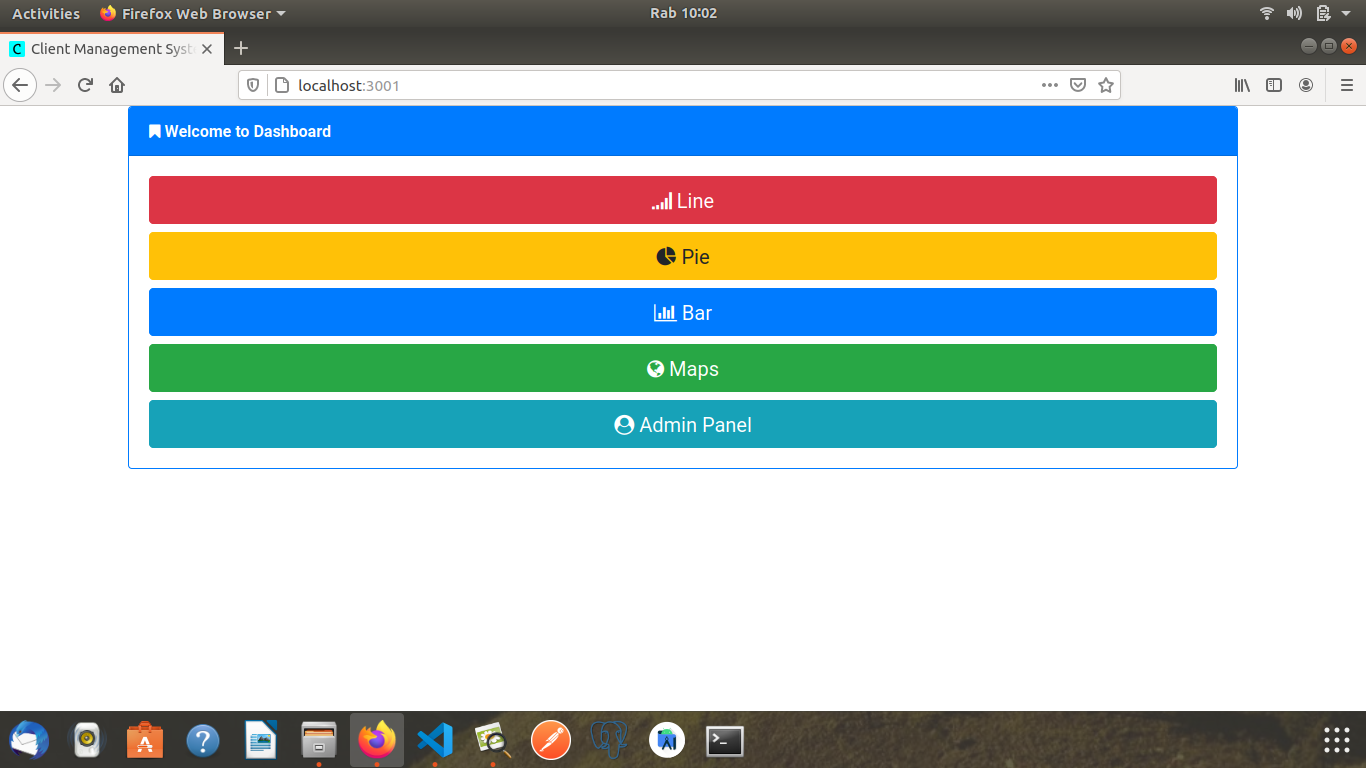 Activities
Firefox Web Browser
Rab 10:02
C
Client Management Syst
localhost:3001
Welcome to Dashboard
Line
Pie
Bar
Maps
Admin Panel